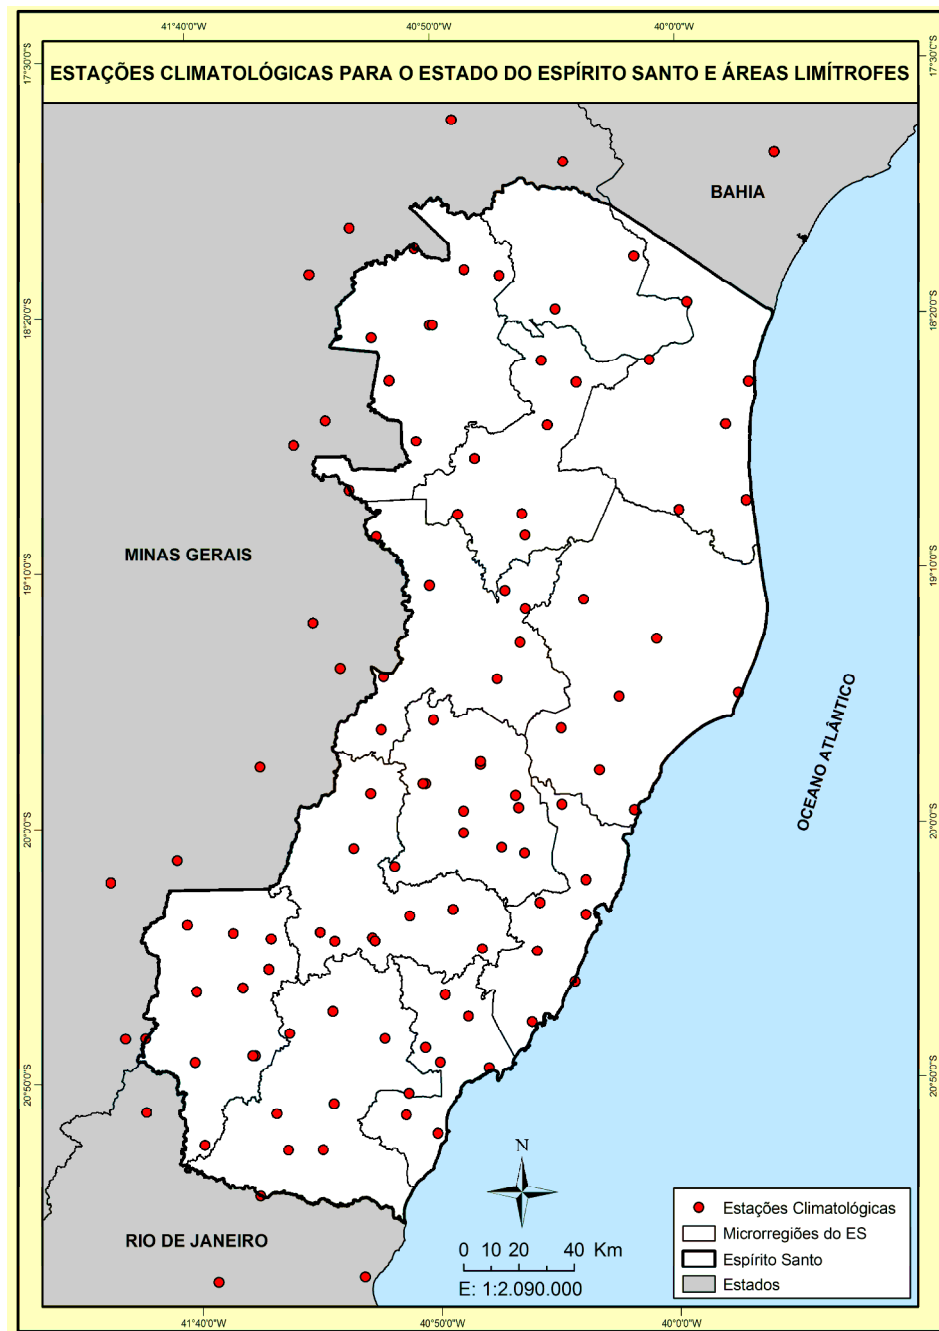 41°40'0"W 40°50'0"W 40°0'0"W
17°30'0"S 17°30'0"S
ESTAÇÕES CLIMATOLÓGICAS PARA O ESTADO DO ESPÍRITO SANTO E ÁREAS LIMÍTROFES
BAHIA
18°20'0"S 18°20'0"S
MINAS GERAIS
19°10'0"S 19°10'0"S
OCEANO ATLÂNTICO
20°0'0"S 20°0'0"S
20°50'0"S 20°50'0"S
N
RIO DE JANEIRO
0 10 20 40 Km
E: 1:2.090.000
Estações Climatológicas
Microrregiões do ES
Espírito Santo
Estados
41°40'0"W 40°50'0"W 40°0'0"W